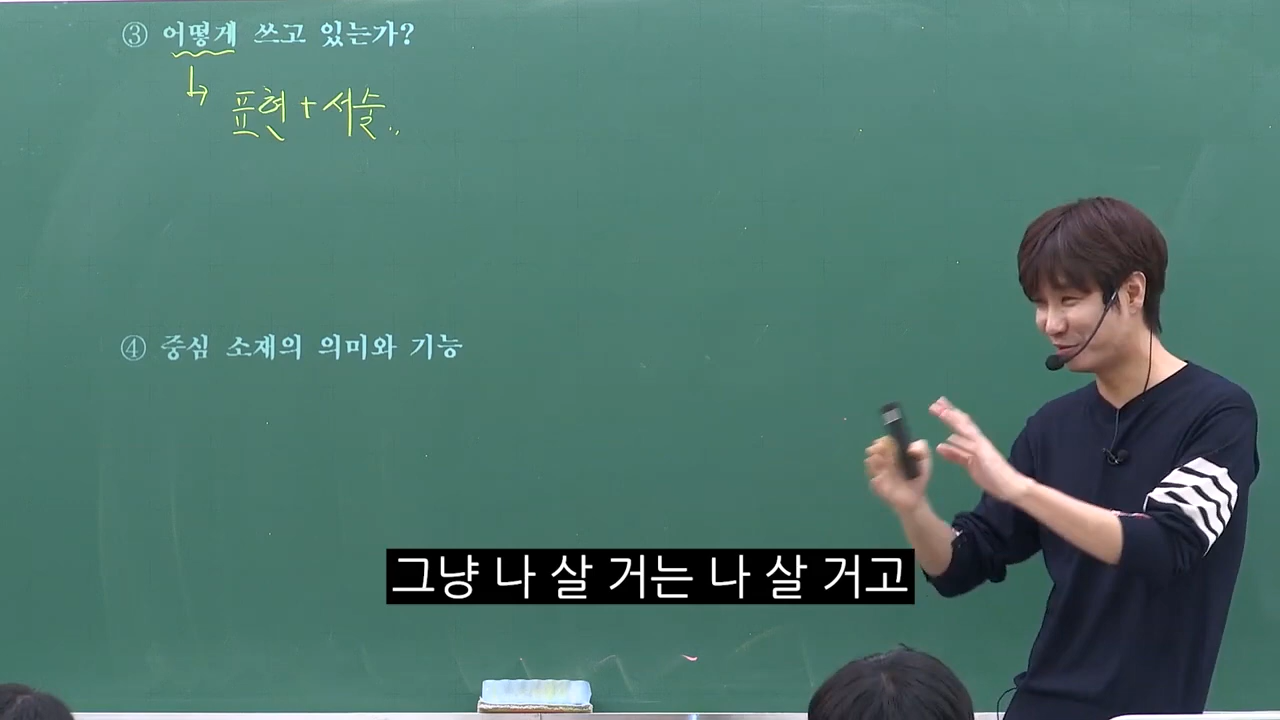 ③ 어떻게 쓰고 있는가?
↳ 표현 + 서술..
④ 중심 소재의 의미와 기능
그냥 나 살 거는 나 살 거고